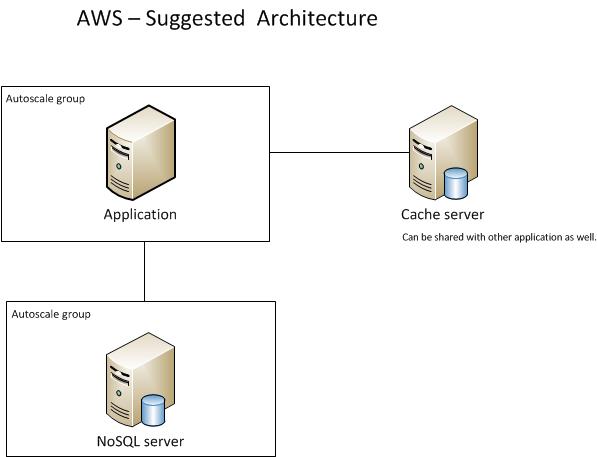 AWS – Suggested Architecture
Autoscale group
Application
Cache server
Can be shared with other application as well.
Autoscale group
NoSQL server